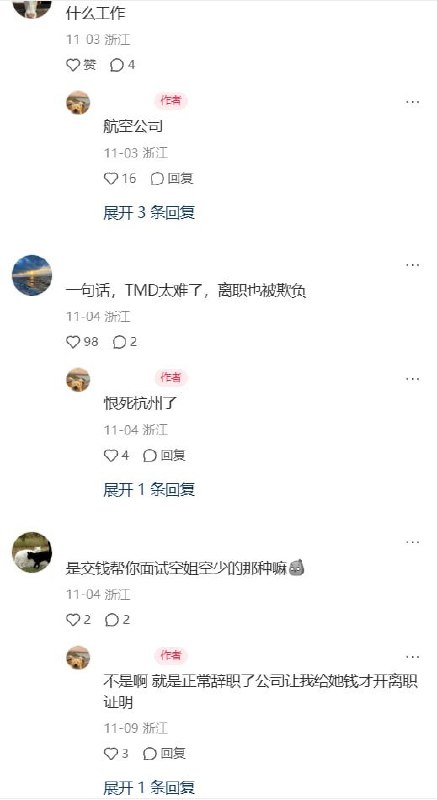 什么工作
11-03 浙江
赞 4
作者
航空公司
11-03 浙江
16 回复
展开 3 条回复
一句话，TMD太难了，离职也被欺负
11-04 浙江
98 2
作者
恨死杭州了
11-04 浙江
4 回复
展开 1 条回复
是交钱帮你面试空姐空少的那种嘛
11-04 浙江
2 2
作者
不是啊 就是正常辞职了公司让我给她钱才开离职
证明
11-09 浙江
3 回复
展开 1 条回复